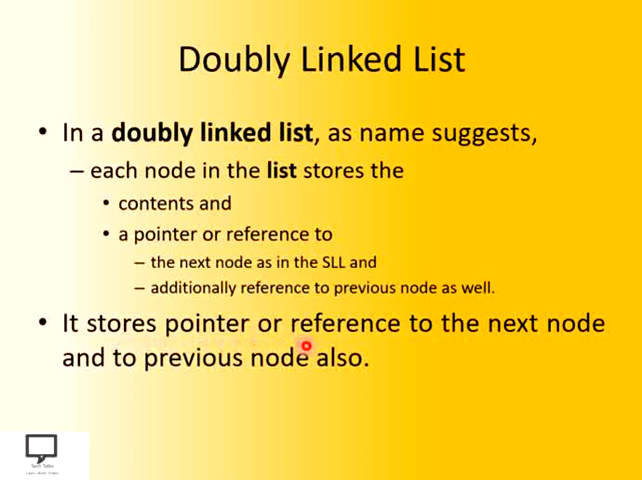 Doubly Linked List
• In a doubly linked list, as name suggests,
– each node in the list stores the
• contents and
• a pointer or reference to
– the next node as in the SLL and
– additionally reference to previous node as well.
• It stores pointer or reference to the next node
and to previous node also.
Tech Talks